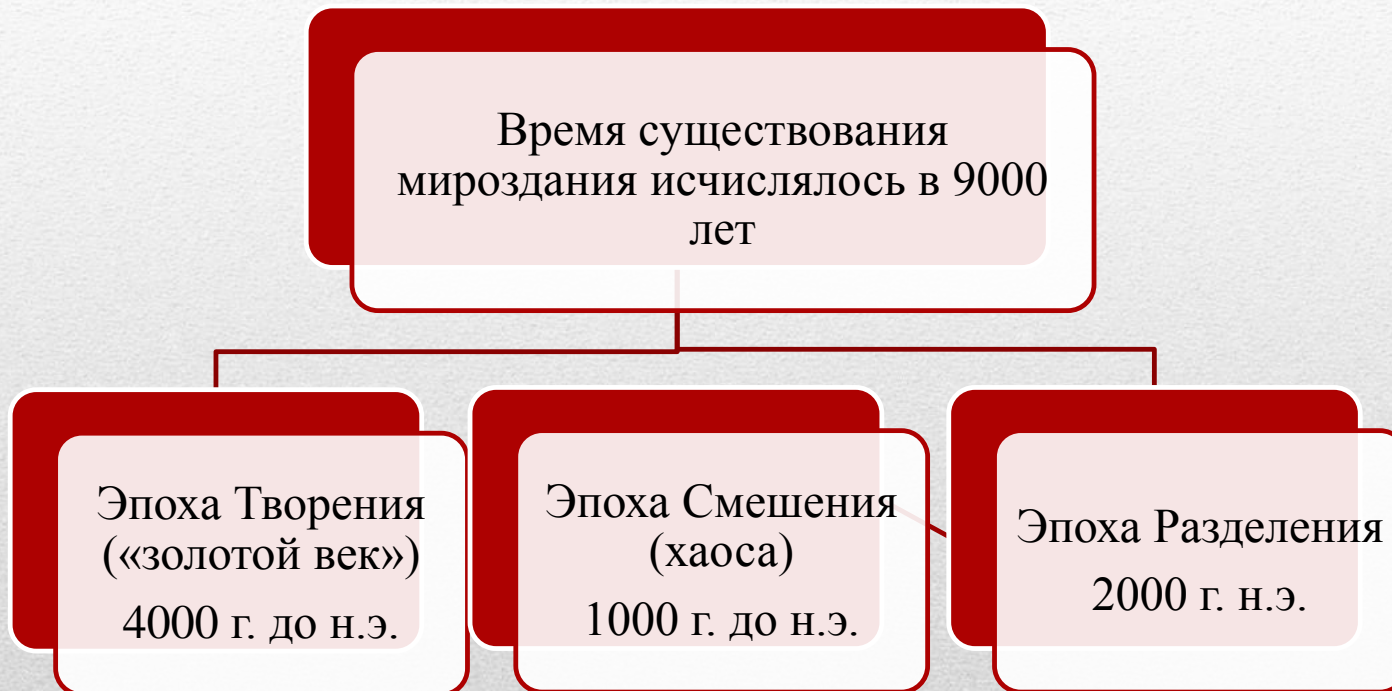 Время существования
мироздания исчислялось в 9000
лет
Эпоха Творения
(«золотой век»)
4000 г. до н.э.
Эпоха Смешения
(хаоса)
1000 г. до н.э.
Эпоха Разделения
2000 г. н.э.